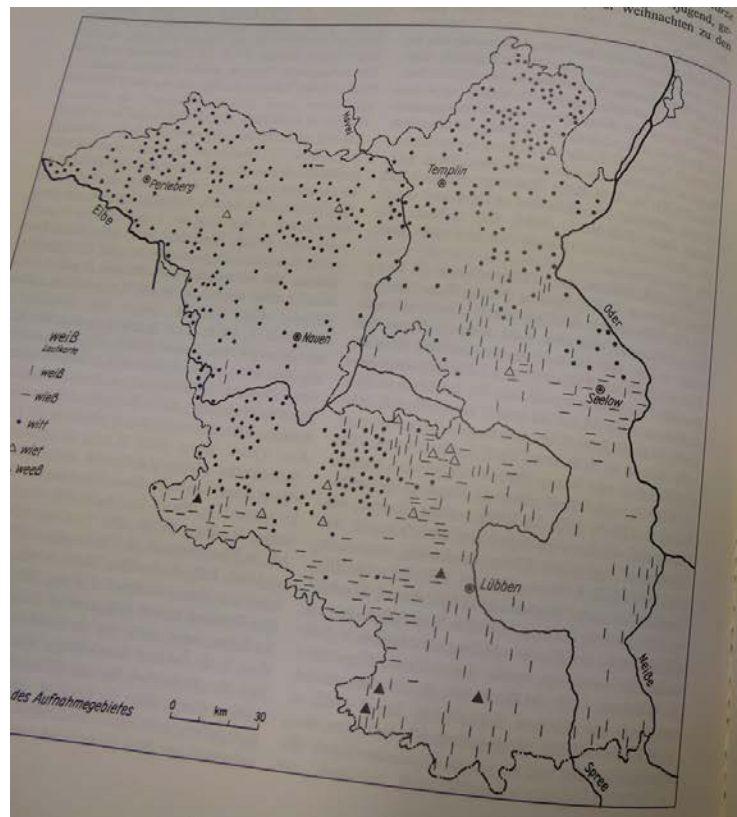 jugend, ge-
Weihnachten zu den
Havel
Templin
Perleberg
Elbe
Oder
Nauen
Seelow
weiß
Lautkarte
weiß
wieß
witt
wiet
weeß
Lübben
Neiße
des Aufnahmegebietes
0 km 30
Spree